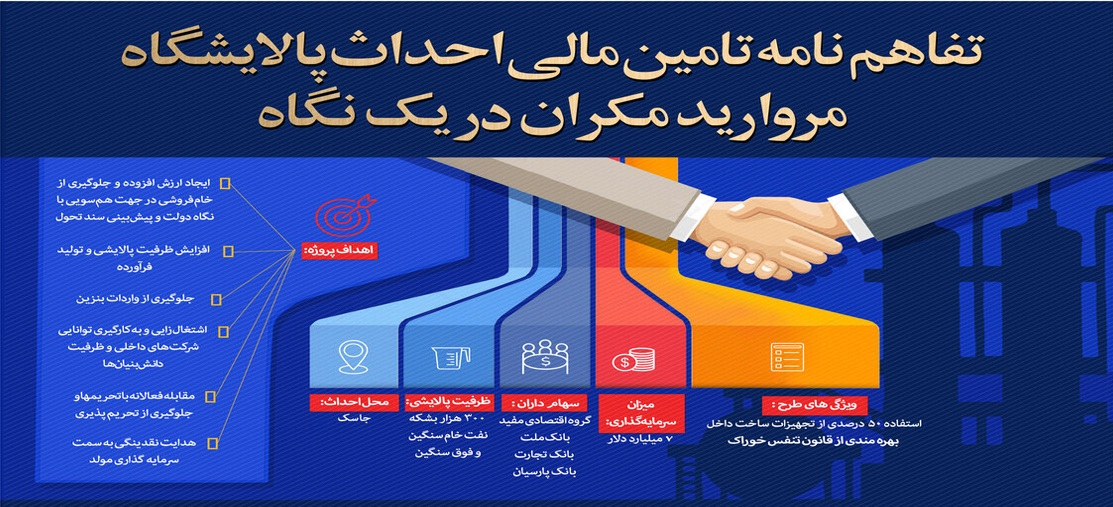 تفاهم نامه تامین مالی احداث پالایشگاه
مروارید مکران در یک نگاه
ویژگی های طرح :
استفاده ۵۰ درصدی از تجهیزات ساخت داخل
بهره مندی از قانون تنفس خوراک
میزان
سرمایه‌گذاری:
۷ میلیارد دلار
سهام داران :
گروه اقتصادی مفید
بانک ملت
بانک تجارت
بانک پارسیان
ظرفیت پالایشی:
۳۰۰ هزار بشکه
نفت خام سنگین
و فوق سنگین
محل احداث:
جاسک
اهداف پروژه:
ایجاد ارزش افزوده و جلوگیری از
خام‌فروشی در جهت هم‌سویی با
نگاه دولت و پیش‌بینی سند تحول
افزایش ظرفیت پالایشی و تولید
فرآورده
جلوگیری از واردات بنزین
اشتغال‌زایی و به‌کارگیری توانایی
شرکت‌های داخلی و ظرفیت
دانش‌بنیان‌ها
مقابله فعالانه با تحریمها و
جلوگیری از تحریم پذیری
هدایت نقدینگی به سمت
سرمایه گذاری مولد